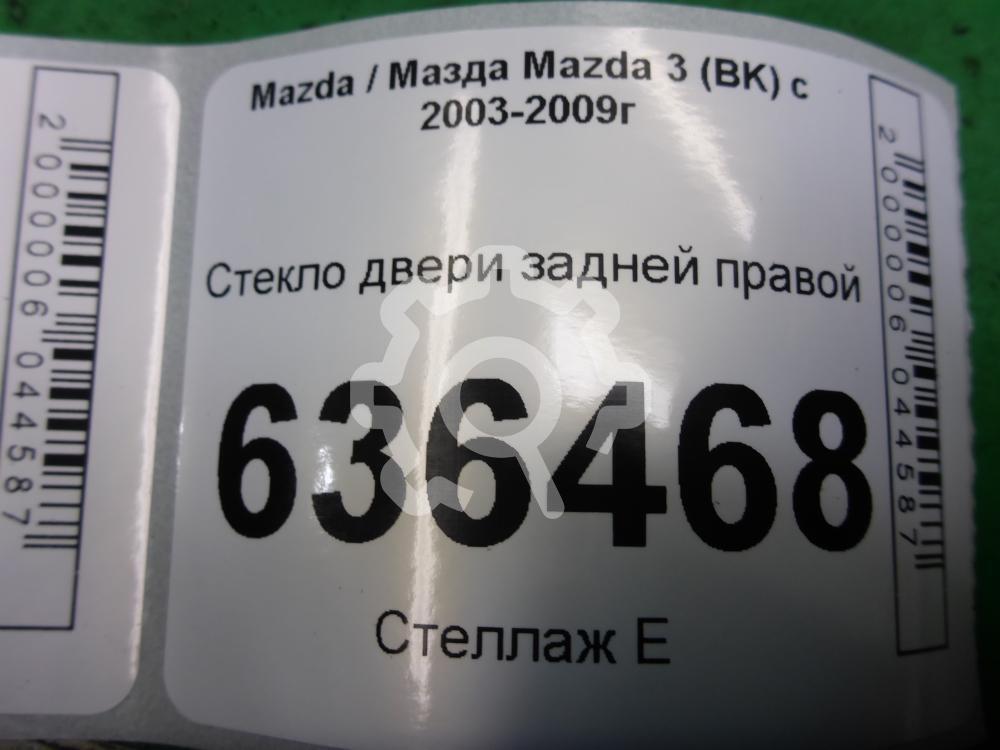 2000006044587
Mazda / Мазда Mazda 3 (BK) с
2003-2009г
Стекло двери задней правой
636468
Стеллаж E
2000006044587